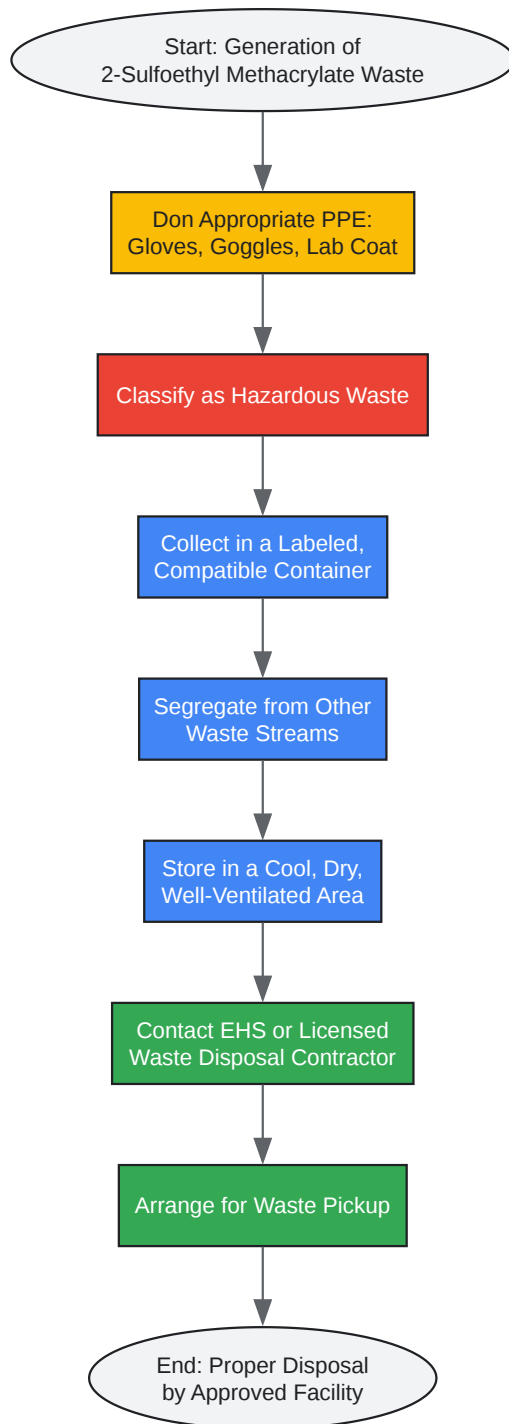 Start: Generation of
2-Sulfoethyl Methacrylate Waste
Don Appropriate PPE:
Gloves, Goggles, Lab Coat
Classify as Hazardous Waste
Collect in a Labeled,
Compatible Container
Segregate from Other
Waste Streams
Store in a Cool, Dry,
Well-Ventilated Area
Contact EHS or Licensed
Waste Disposal Contractor
Arrange for Waste Pickup
End: Proper Disposal
by Approved Facility